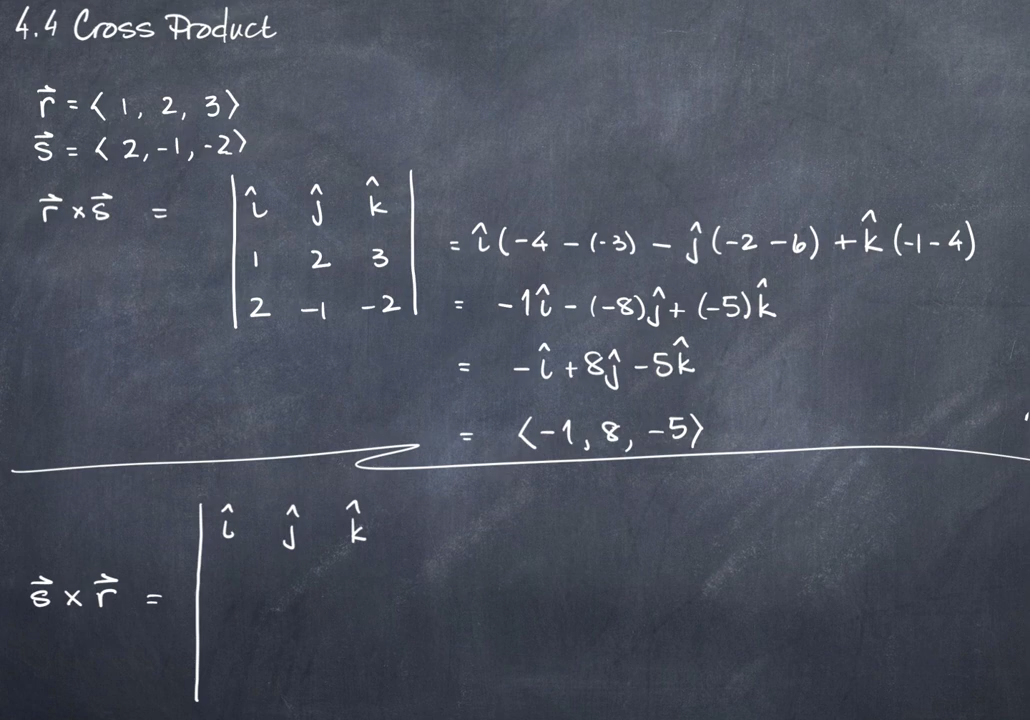 4.4 Cross Product
r⃗ = ⟨ 1, 2, 3⟩
s⃗ = ⟨ 2, -1, -2⟩
r⃗ × s⃗ = | î ĵ k̂ |
| 1 2 3 |
| 2 -1 -2 |
= î(-4 - (-3) - ĵ(-2 -6) + k̂(-1 - 4)
= -1î - (-8)ĵ + (-5)k̂
= -î + 8ĵ - 5k̂
= ⟨-1, 8, -5⟩
s⃗ × r⃗ = | î ĵ k̂